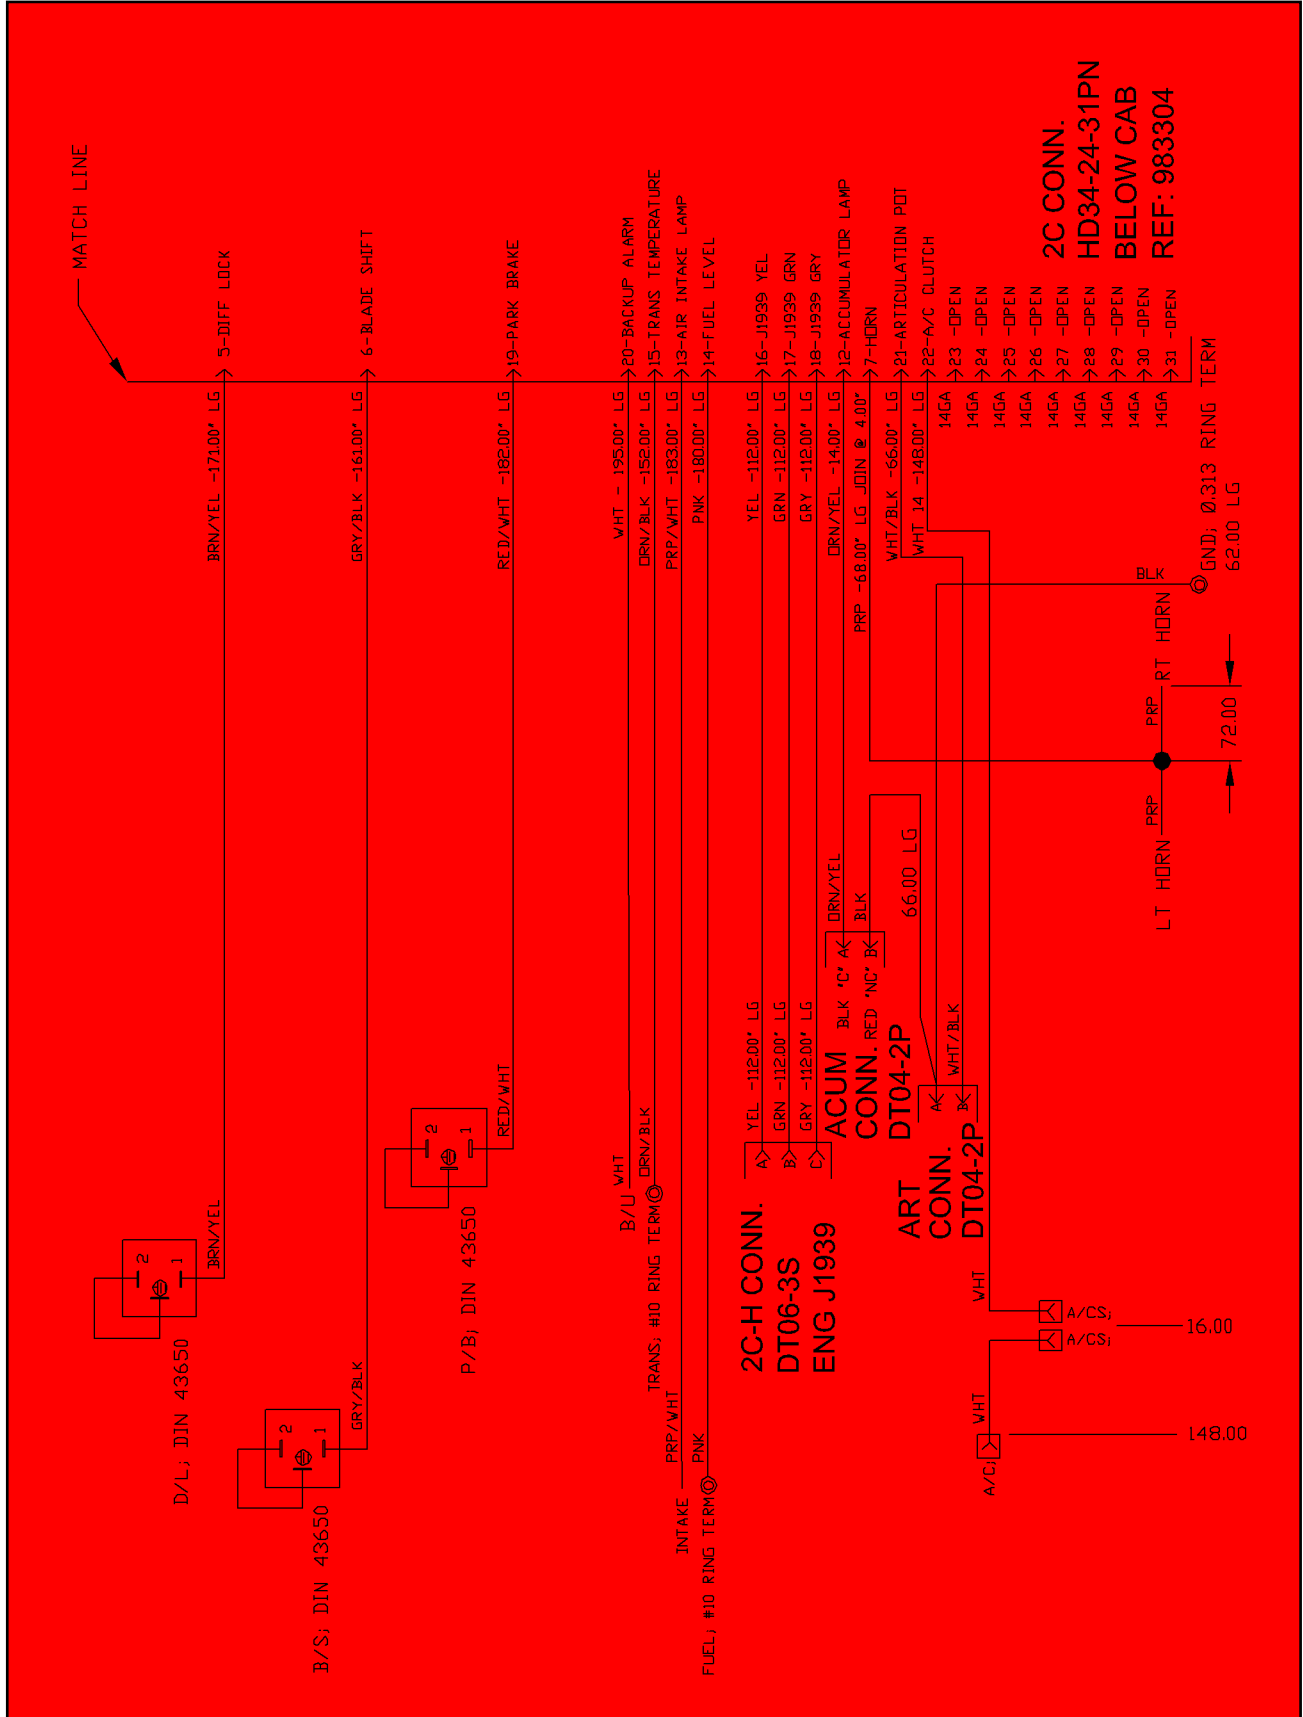 MATCH LINE
BRN/YEL -171.00" LG
5-DIFF LOCK
BRN/YEL
2
1
D/L; DIN 43650
GRY/BLK -161.00" LG
6-BLADE SHIFT
GRY/BLK
2
1
B/S; DIN 43650
RED/WHT -182.00" LG
19-PARK BRAKE
RED/WHT
2
1
P/B; DIN 43650
B/U
WHT
WHT - 195.00" LG
20-BACKUP ALARM
TRANS; #10 RING TERM
ORN/BLK
ORN/BLK -152.00" LG
15-TRANS TEMPERATURE
INTAKE
PRP/WHT
PRP/WHT -183.00" LG
13-AIR INTAKE LAMP
FUEL; #10 RING TERM
PNK
PNK -180.00" LG
14-FUEL LEVEL
2C-H CONN.
DT06-3S
ENG J1939
A
YEL -112.00" LG
YEL -112.00" LG
16-J1939 YEL
B
GRN -112.00" LG
GRN -112.00" LG
17-J1939 GRN
C
GRY -112.00" LG
GRY -112.00" LG
18-J1939 GRY
ACUM
CONN.
DT04-2P
BLK "C" A
ORN/YEL
ORN/YEL -14.00" LG
12-ACCUMULATOR LAMP
RED "NC" B
BLK
66.00 LG
PRP -68.00" LG JOIN @ 4.00"
7-HORN
ART
CONN.
DT04-2P
A
B
WHT/BLK
WHT/BLK -66.00" LG
21-ARTICULATION POT
WHT 14 -148.00" LG
22-A/C CLUTCH
14GA 23 -OPEN
14GA 24 -OPEN
14GA 25 -OPEN
14GA 26 -OPEN
14GA 27 -OPEN
14GA 28 -OPEN
14GA 29 -OPEN
14GA 30 -OPEN
14GA 31 -OPEN
2C CONN.
HD34-24-31PN
BELOW CAB
REF: 983304
A/C;
WHT
WHT
A/CS;
A/CS;
16.00
148.00
BLK
GND; 0.313 RING TERM
62.00 LG
LT HORN
PRP
PRP
RT HORN
72.00